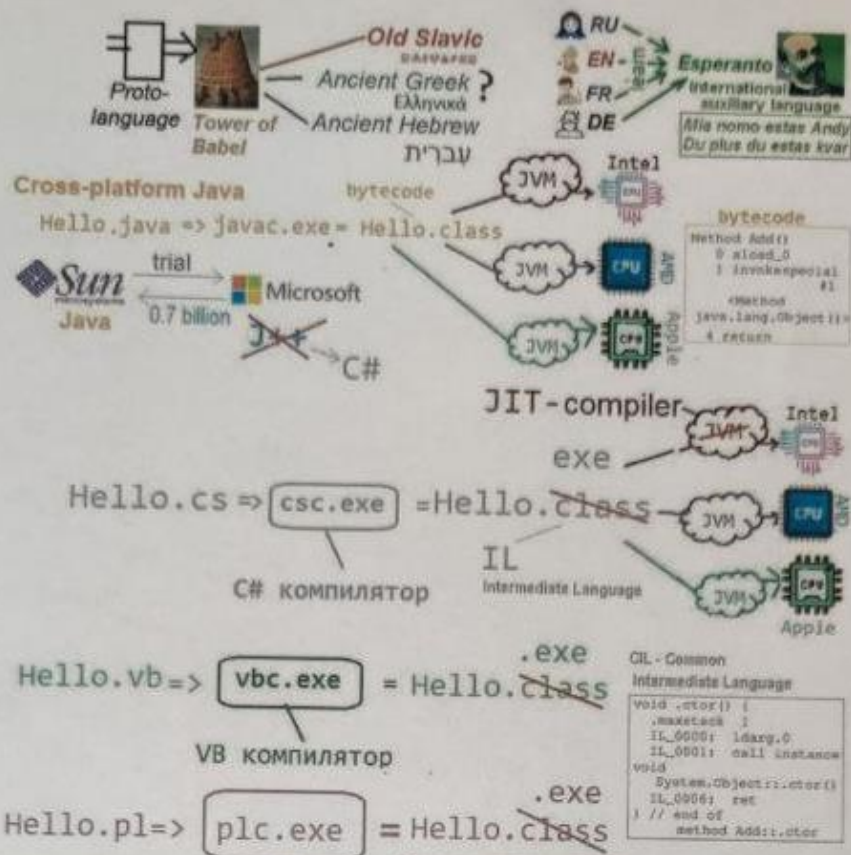 Proto-
language
Tower of
Babel
Old Slavic
Ancient Greek
Ελληνικά
?
Ancient Hebrew
עברית
RU
EN
FR
DE
learn
Esperanto
International
auxiliary language
Mia nomo estas Andy
Du plus du estas kvar
Cross-platform Java
bytecode
Hello.java => javac.exe = Hello.class
JVM
Intel
CPU
JVM
CPU
AMD
JVM
CPU
Apple
bytecode
Method Add()
0 aload_0
1 invokespecial
#1
<Method
java.lang.Object()>
4 return
Sun
microsystems
Java
trial
0.7 billion
Microsoft
J++
C#
JIT-compiler
JVM
Intel
CPU
exe
Hello.cs => csc.exe =Hello.class
JVM
CPU
AMD
IL
Intermediate Language
C# компилятор
JVM
CPU
Apple
.exe
Hello.vb=> vbc.exe = Hello.class
VB компилятор
CIL - Common
Intermediate Language
void .ctor() {
.maxstack 1
IL_0000: ldarg.0
IL_0001: call instance
void
System.Object::.ctor()
IL_0006: ret
} // end of
method Add::.ctor
.exe
Hello.pl=> plc.exe = Hello.class